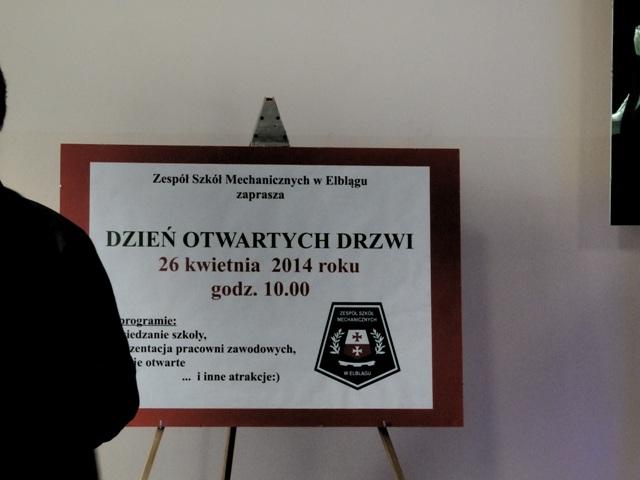 Zespół Szkół Mechanicznych w Elblągu
zaprasza
DZIEŃ OTWARTYCH DRZWI
26 kwietnia 2014 roku
godz. 10.00
programie:
szkoły,
pracowni zawodowych,
otwarte
... i inne atrakcje:)
ZESPÓŁ SZKÓŁ
MECHANICZNYCH
W ELBLĄGU